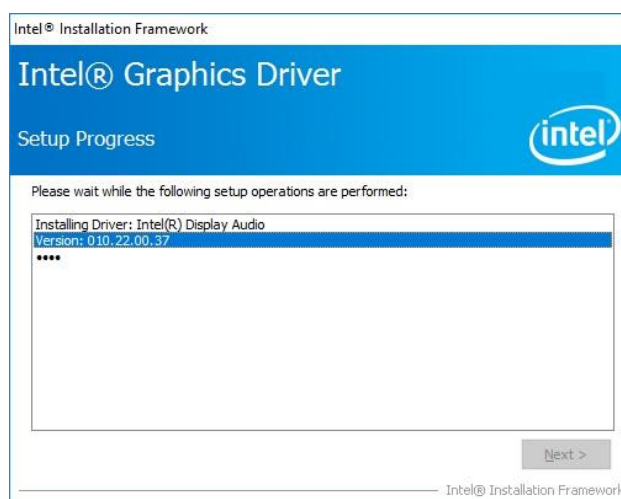 Intel® Installation Framework
Intel® Graphics Driver
Setup Progress
intel
Please wait while the following setup operations are performed:
Installing Driver: Intel(R) Display Audio
Version: 010.22.00.37
••••
Next >
Intel® Installation Framework